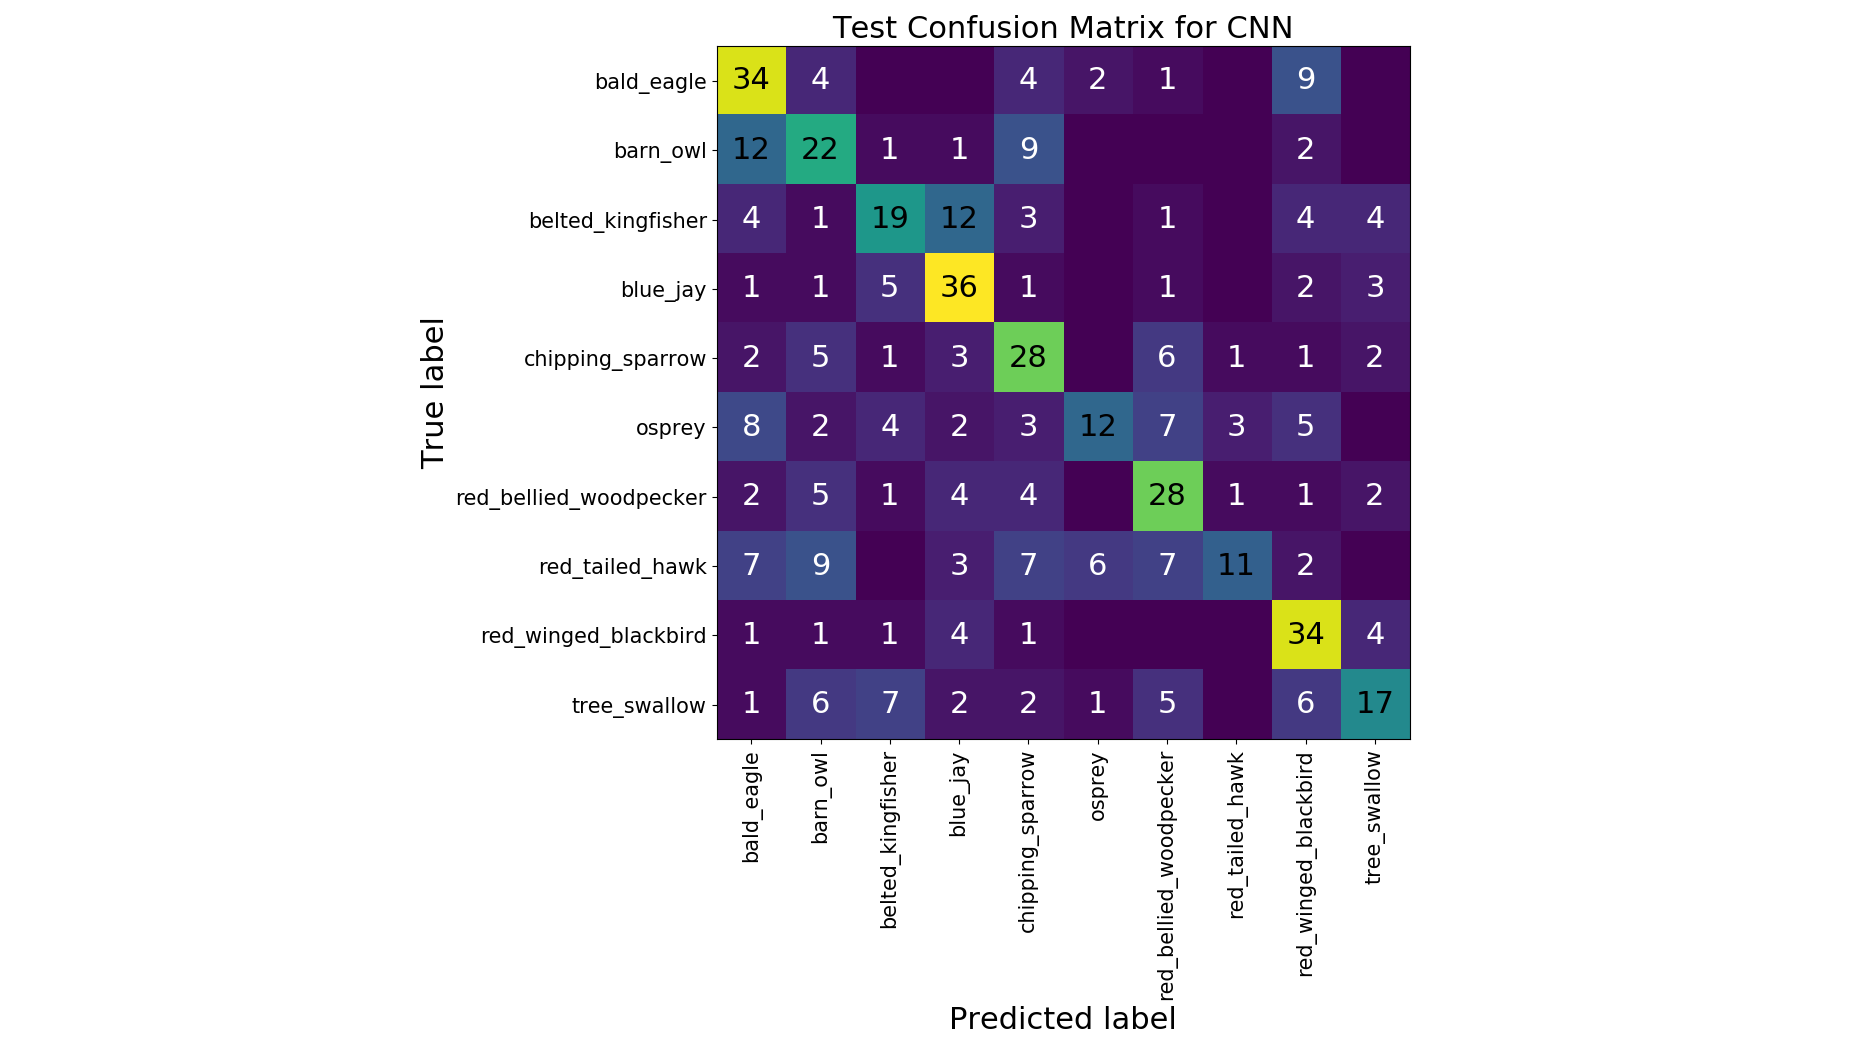 Test Confusion Matrix for CNN
bald_eagle 34 4 4 2 1 9
barn_owl 12 22 1 1 9 2
belted_kingfisher 4 1 19 12 3 1 4 4
blue_jay 1 1 5 36 1 1 2 3
chipping_sparrow 2 5 1 3 28 6 1 1 2
osprey 8 2 4 2 3 12 7 3 5
red_bellied_woodpecker 2 5 1 4 4 28 1 1 2
red_tailed_hawk 7 9 3 7 6 7 11 2
red_winged_blackbird 1 1 1 4 1 34 4
tree_swallow 1 6 7 2 2 1 5 6 17
True label
bald_eagle
barn_owl
belted_kingfisher
blue_jay
chipping_sparrow
osprey
red_bellied_woodpecker
red_tailed_hawk
red_winged_blackbird
tree_swallow
Predicted label